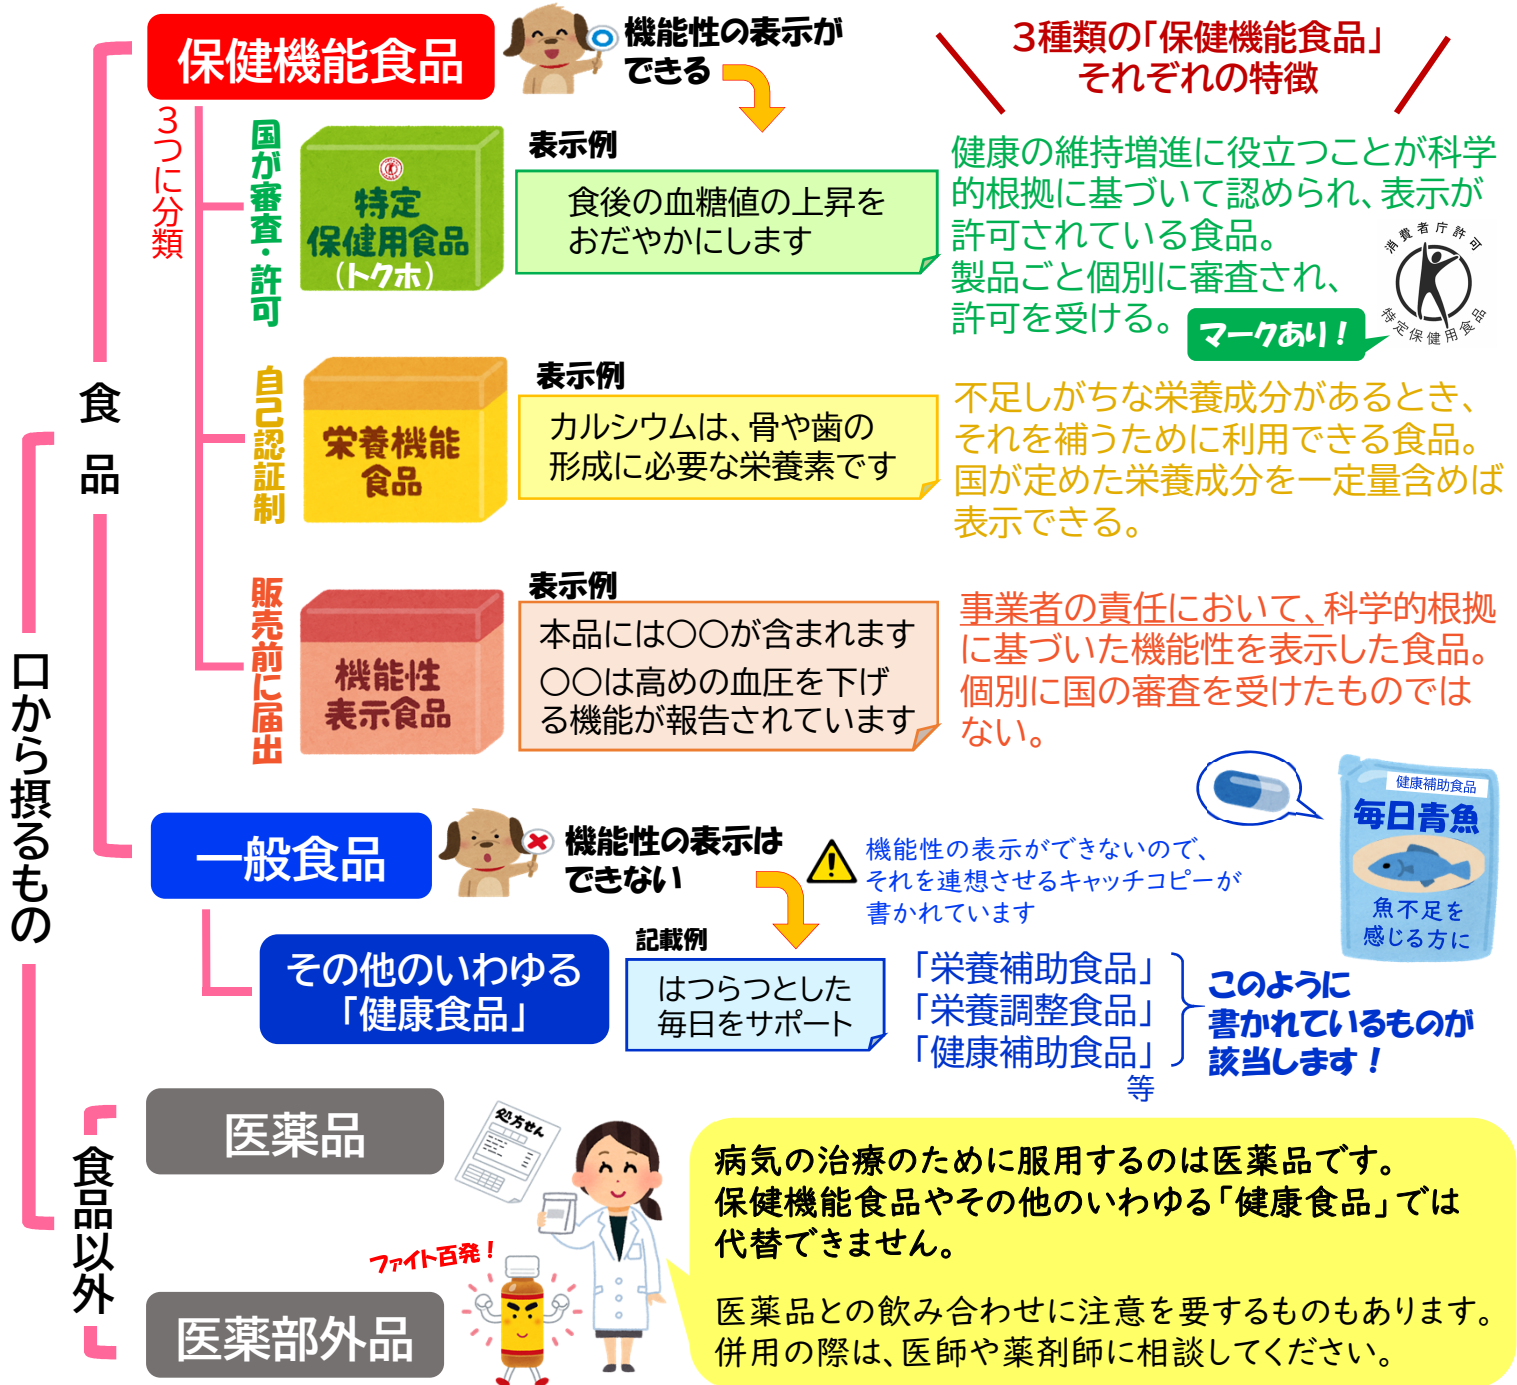 保健機能食品
機能性の表示が
できる
3種類の「保健機能食品」
それぞれの特徴
3つに分類
国が審査・許可
特定
保健用食品
(トクホ)
表示例
食後の血糖値の上昇を
おだやかにします
健康の維持増進に役立つことが科学
的根拠に基づいて認められ、表示が
許可されている食品。
製品ごと個別に審査され、
許可を受ける。
マークあり!
消費者庁許可
特定保健用食品
食品
自己認証制
栄養機能
食品
表示例
カルシウムは、骨や歯の
形成に必要な栄養素です
不足しがちな栄養成分があるとき、
それを補うために利用できる食品。
国が定めた栄養成分を一定量含めば
表示できる。
販売前に届出
機能性
表示食品
表示例
本品には〇〇が含まれます
〇〇は高めの血圧を下げ
る機能が報告されています
事業者の責任において、科学的根拠
に基づいた機能性を表示した食品。
個別に国の審査を受けたものでは
ない。
口から摂るもの
一般食品
機能性の表示は
できない
機能性の表示ができないので、
それを連想させるキャッチコピーが
書かれています
健康補助食品
毎日青魚
魚不足を
感じる方に
その他のいわゆる
「健康食品」
記載例
はつらつとした
毎日をサポート
「栄養補助食品」
「栄養調整食品」
「健康補助食品」
等
このように
書かれているものが
該当します!
食品以外
医薬品
処方せん
病気の治療のために服用するのは医薬品です。
保健機能食品やその他のいわゆる「健康食品」では
代替できません。
医薬品との飲み合わせに注意を要するものもあります。
併用の際は、医師や薬剤師に相談してください。
ファイト百発!
医薬部外品